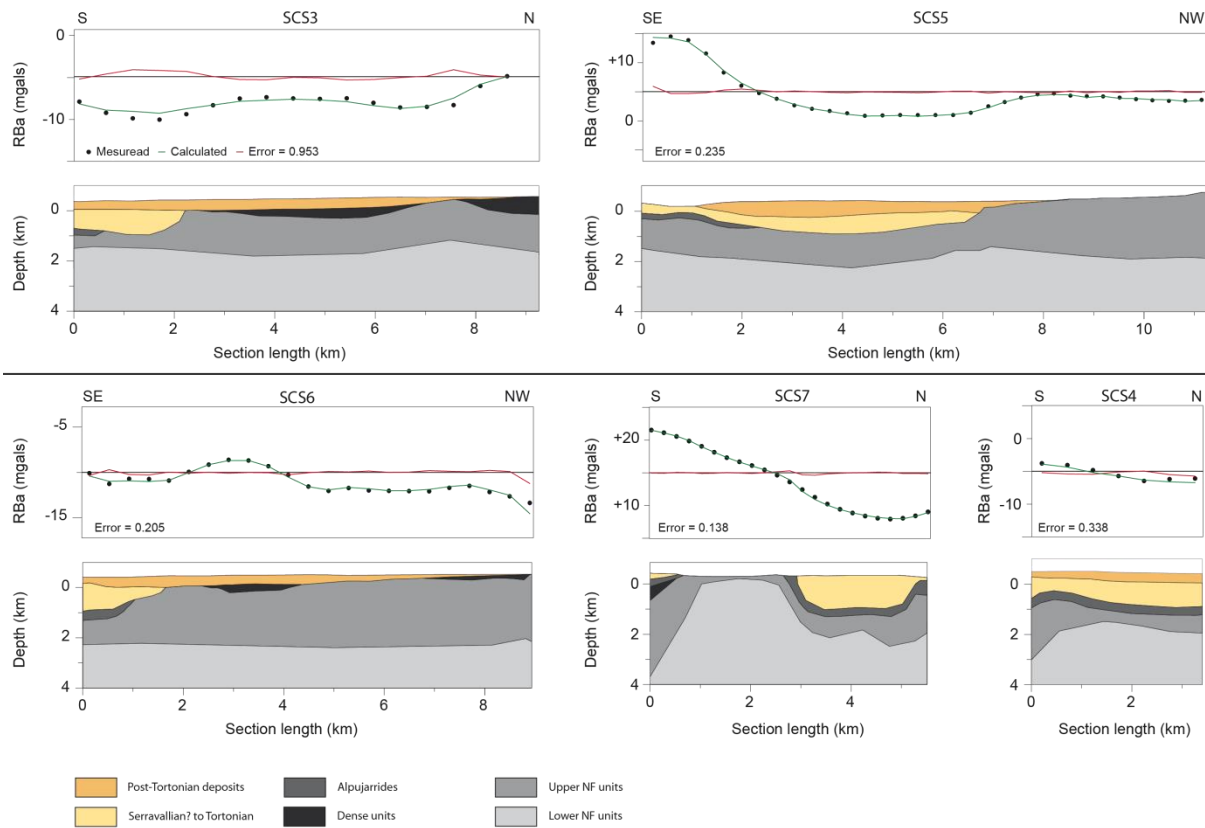 S SCS3 N
0
-10
RBa (mgals)
Mesuread Calculated Error = 0.953
0
2
4
Depth (km)
0 2 4 6 8
Section length (km)
SE SCS5 NW
+10
0
RBa (mgals)
Error = 0.235
0
2
4
Depth (km)
0 2 4 6 8 10
Section length (km)
SE SCS6 NW
-5
-15
RBa (mgals)
Error = 0.205
0
2
4
Depth (km)
0 2 4 6 8
Section length (km)
S SCS7 N
+20
+10
RBa (mgals)
Error = 0.138
0
2
4
Depth (km)
0 2 4
Section length (km)
S SCS4 N
0
-10
RBa (mgals)
Error = 0.338
0
2
4
Depth (km)
0 2
Section length (km)
Post-Tortonian deposits Alpujarrides Upper NF units
Serravallian? to Tortonian Dense units Lower NF units